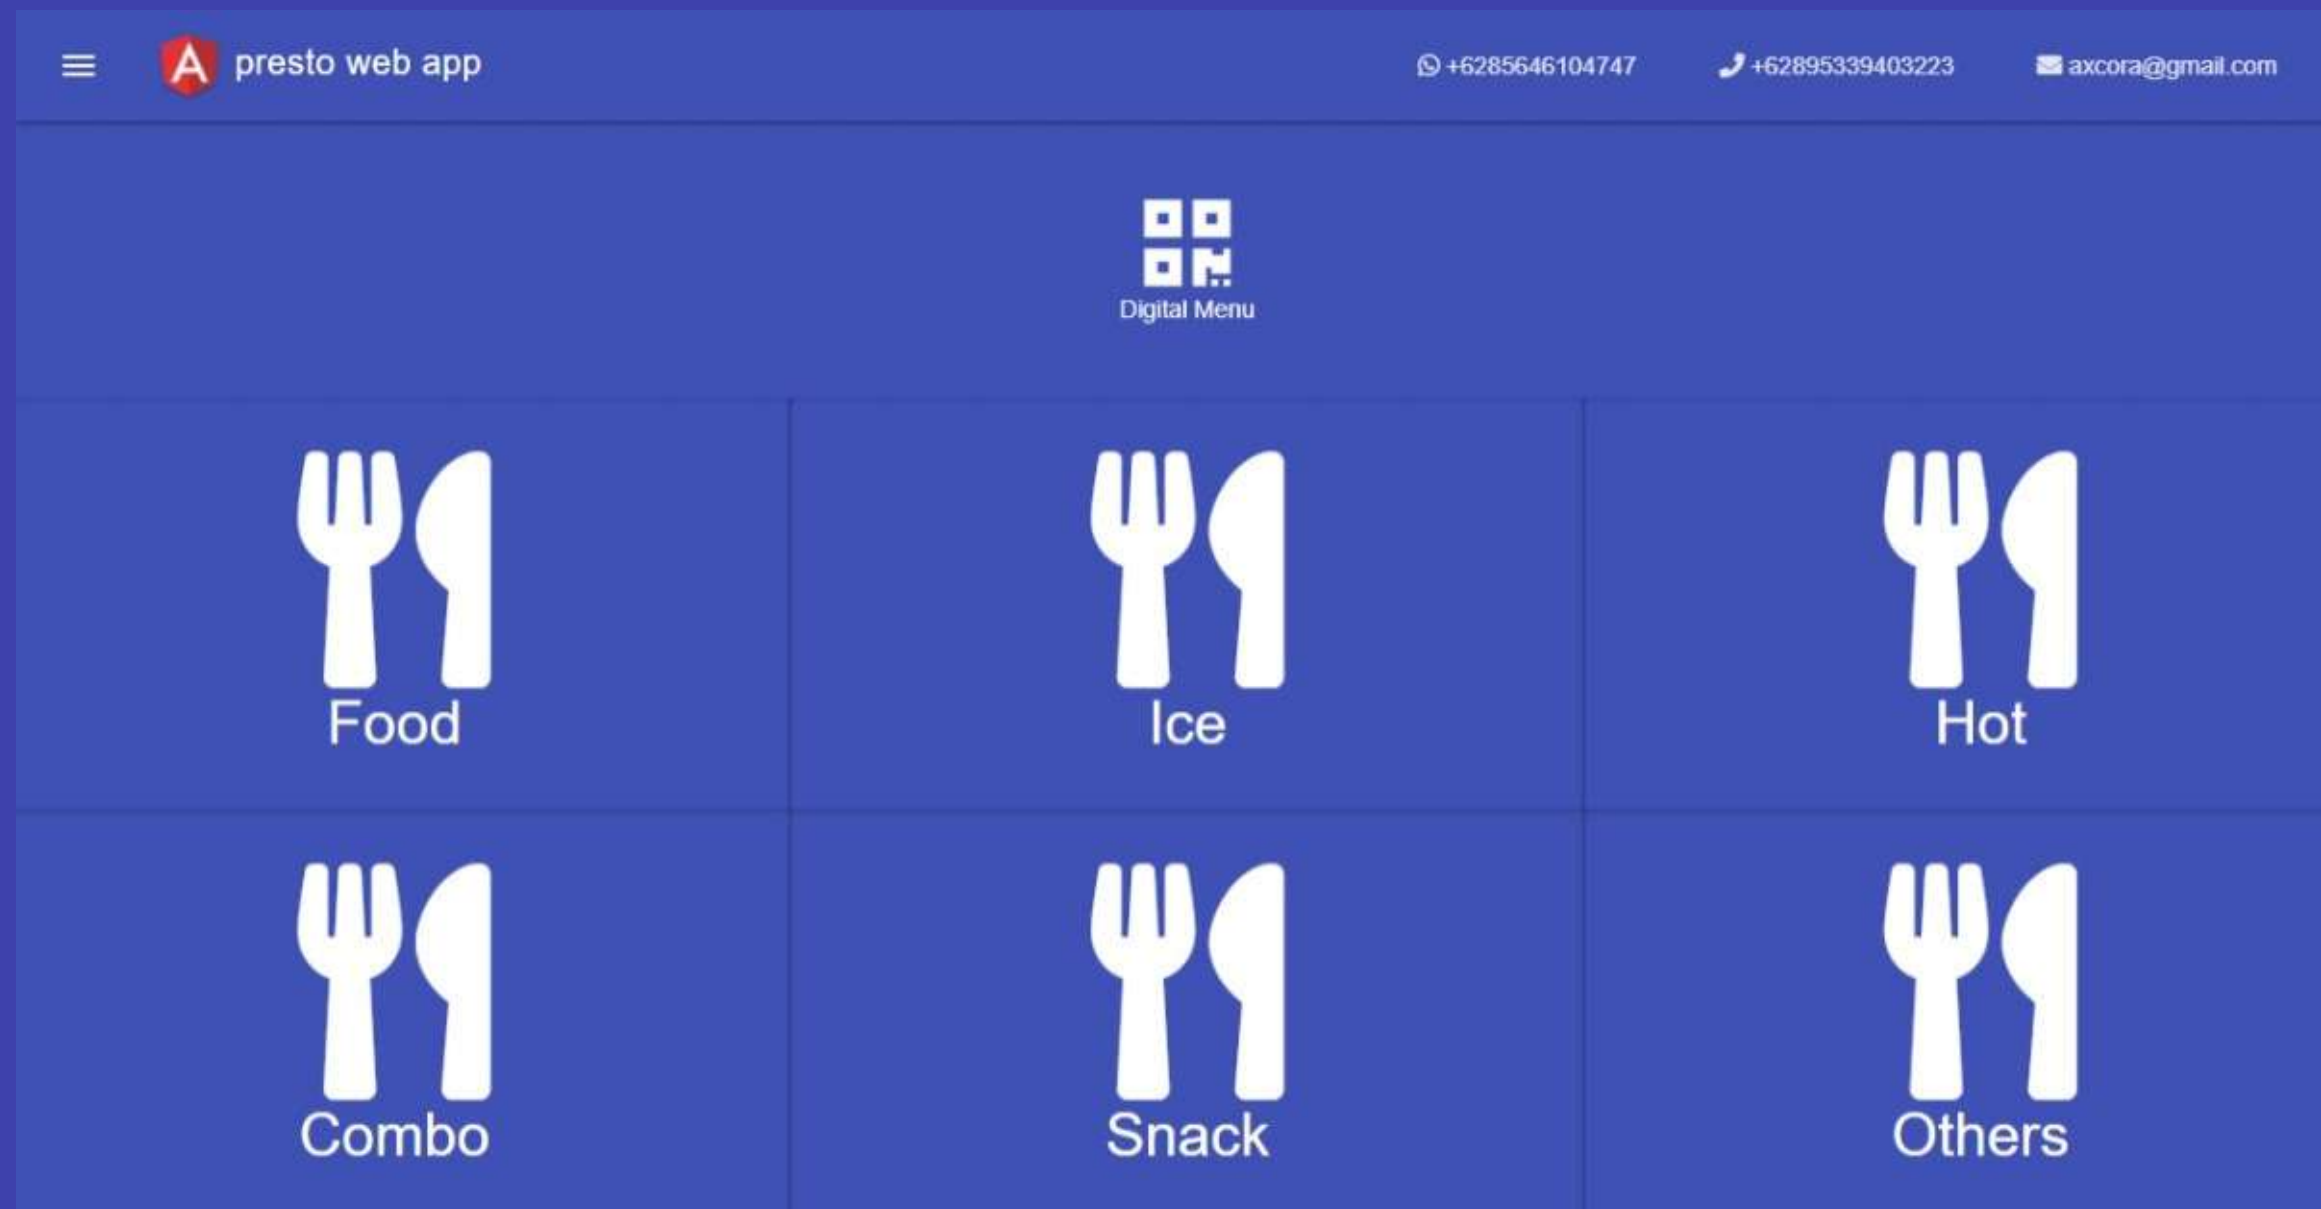 presto web app
+6285646104747
+62895339403223
axcora@gmail.com
Digital Menu
Food
Ice
Hot
Combo
Snack
Others